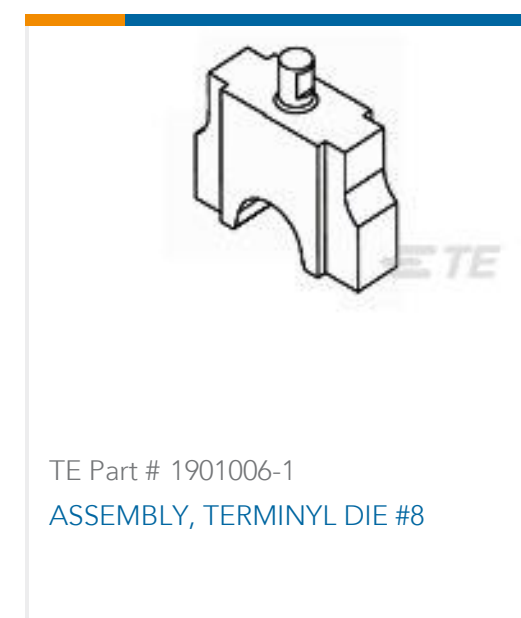 TE
TE Part # 1901006-1
ASSEMBLY, TERMINYL DIE #8